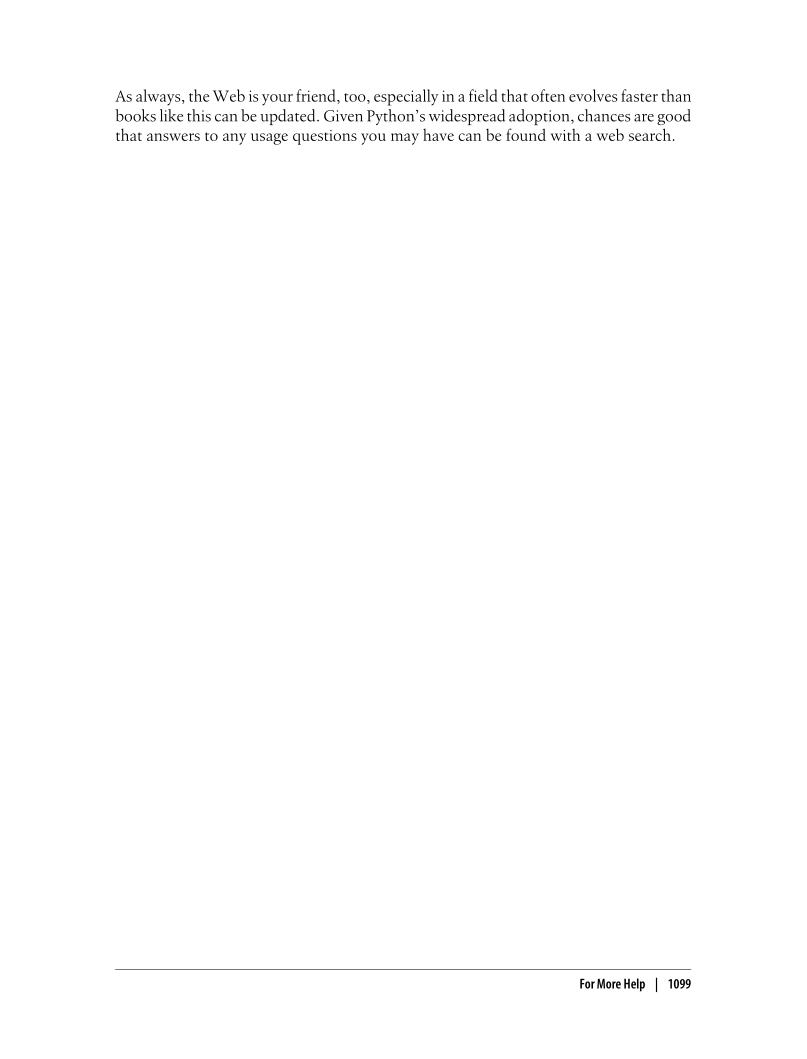 As always, the Web is your friend, too, especially in a field that often evolves faster than
books like this can be updated. Given Python’s widespread adoption, chances are good
that answers to any usage questions you may have can be found with a web search.
For More Help | 1099